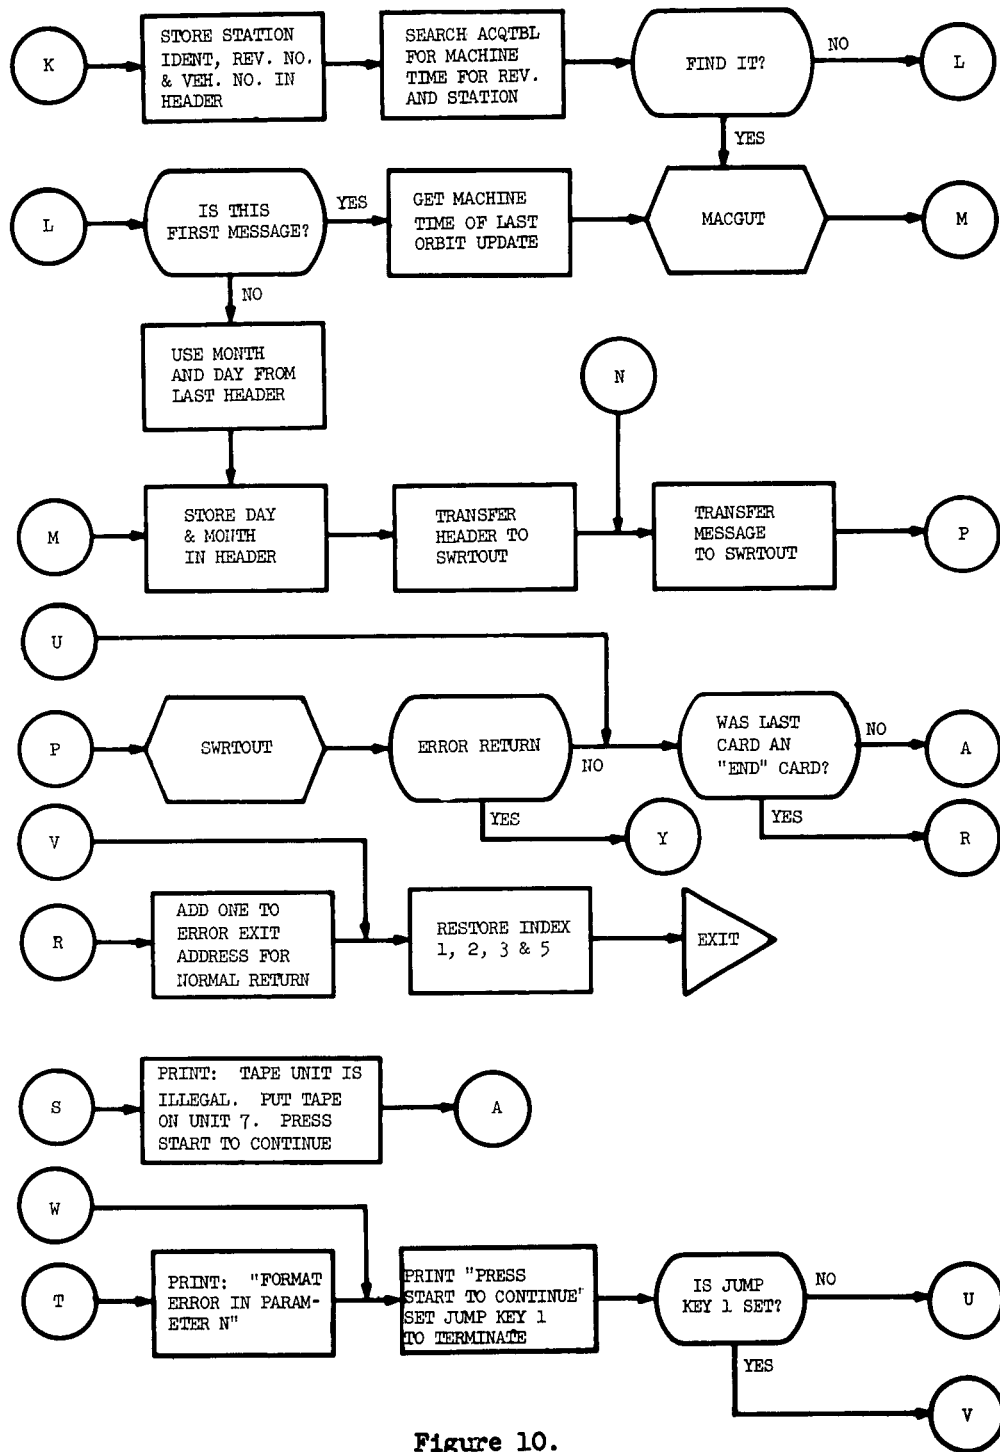 K
STORE STATION
IDENT, REV. NO.
& VEH. NO. IN
HEADER
SEARCH ACQTBL
FOR MACHINE
TIME FOR REV.
AND STATION
FIND IT?
NO
L
YES
L
IS THIS
FIRST MESSAGE?
YES
GET MACHINE
TIME OF LAST
ORBIT UPDATE
MACGUT
M
NO
USE MONTH
AND DAY FROM
LAST HEADER
N
M
STORE DAY
& MONTH
IN HEADER
TRANSFER
HEADER TO
SWRTOUT
TRANSFER
MESSAGE
TO SWRTOUT
P
U
P
SWRTOUT
ERROR RETURN
NO
WAS LAST
CARD AN
"END" CARD?
NO
A
YES
Y
YES
R
V
R
ADD ONE TO
ERROR EXIT
ADDRESS FOR
NORMAL RETURN
RESTORE INDEX
1, 2, 3 & 5
EXIT
S
PRINT: TAPE UNIT IS
ILLEGAL. PUT TAPE
ON UNIT 7. PRESS
START TO CONTINUE
A
W
T
PRINT: "FORMAT
ERROR IN PARAM-
ETER N"
PRINT "PRESS
START TO CONTINUE"
SET JUMP KEY 1
TO TERMINATE
IS JUMP
KEY 1 SET?
NO
U
YES
V
Figure 10.